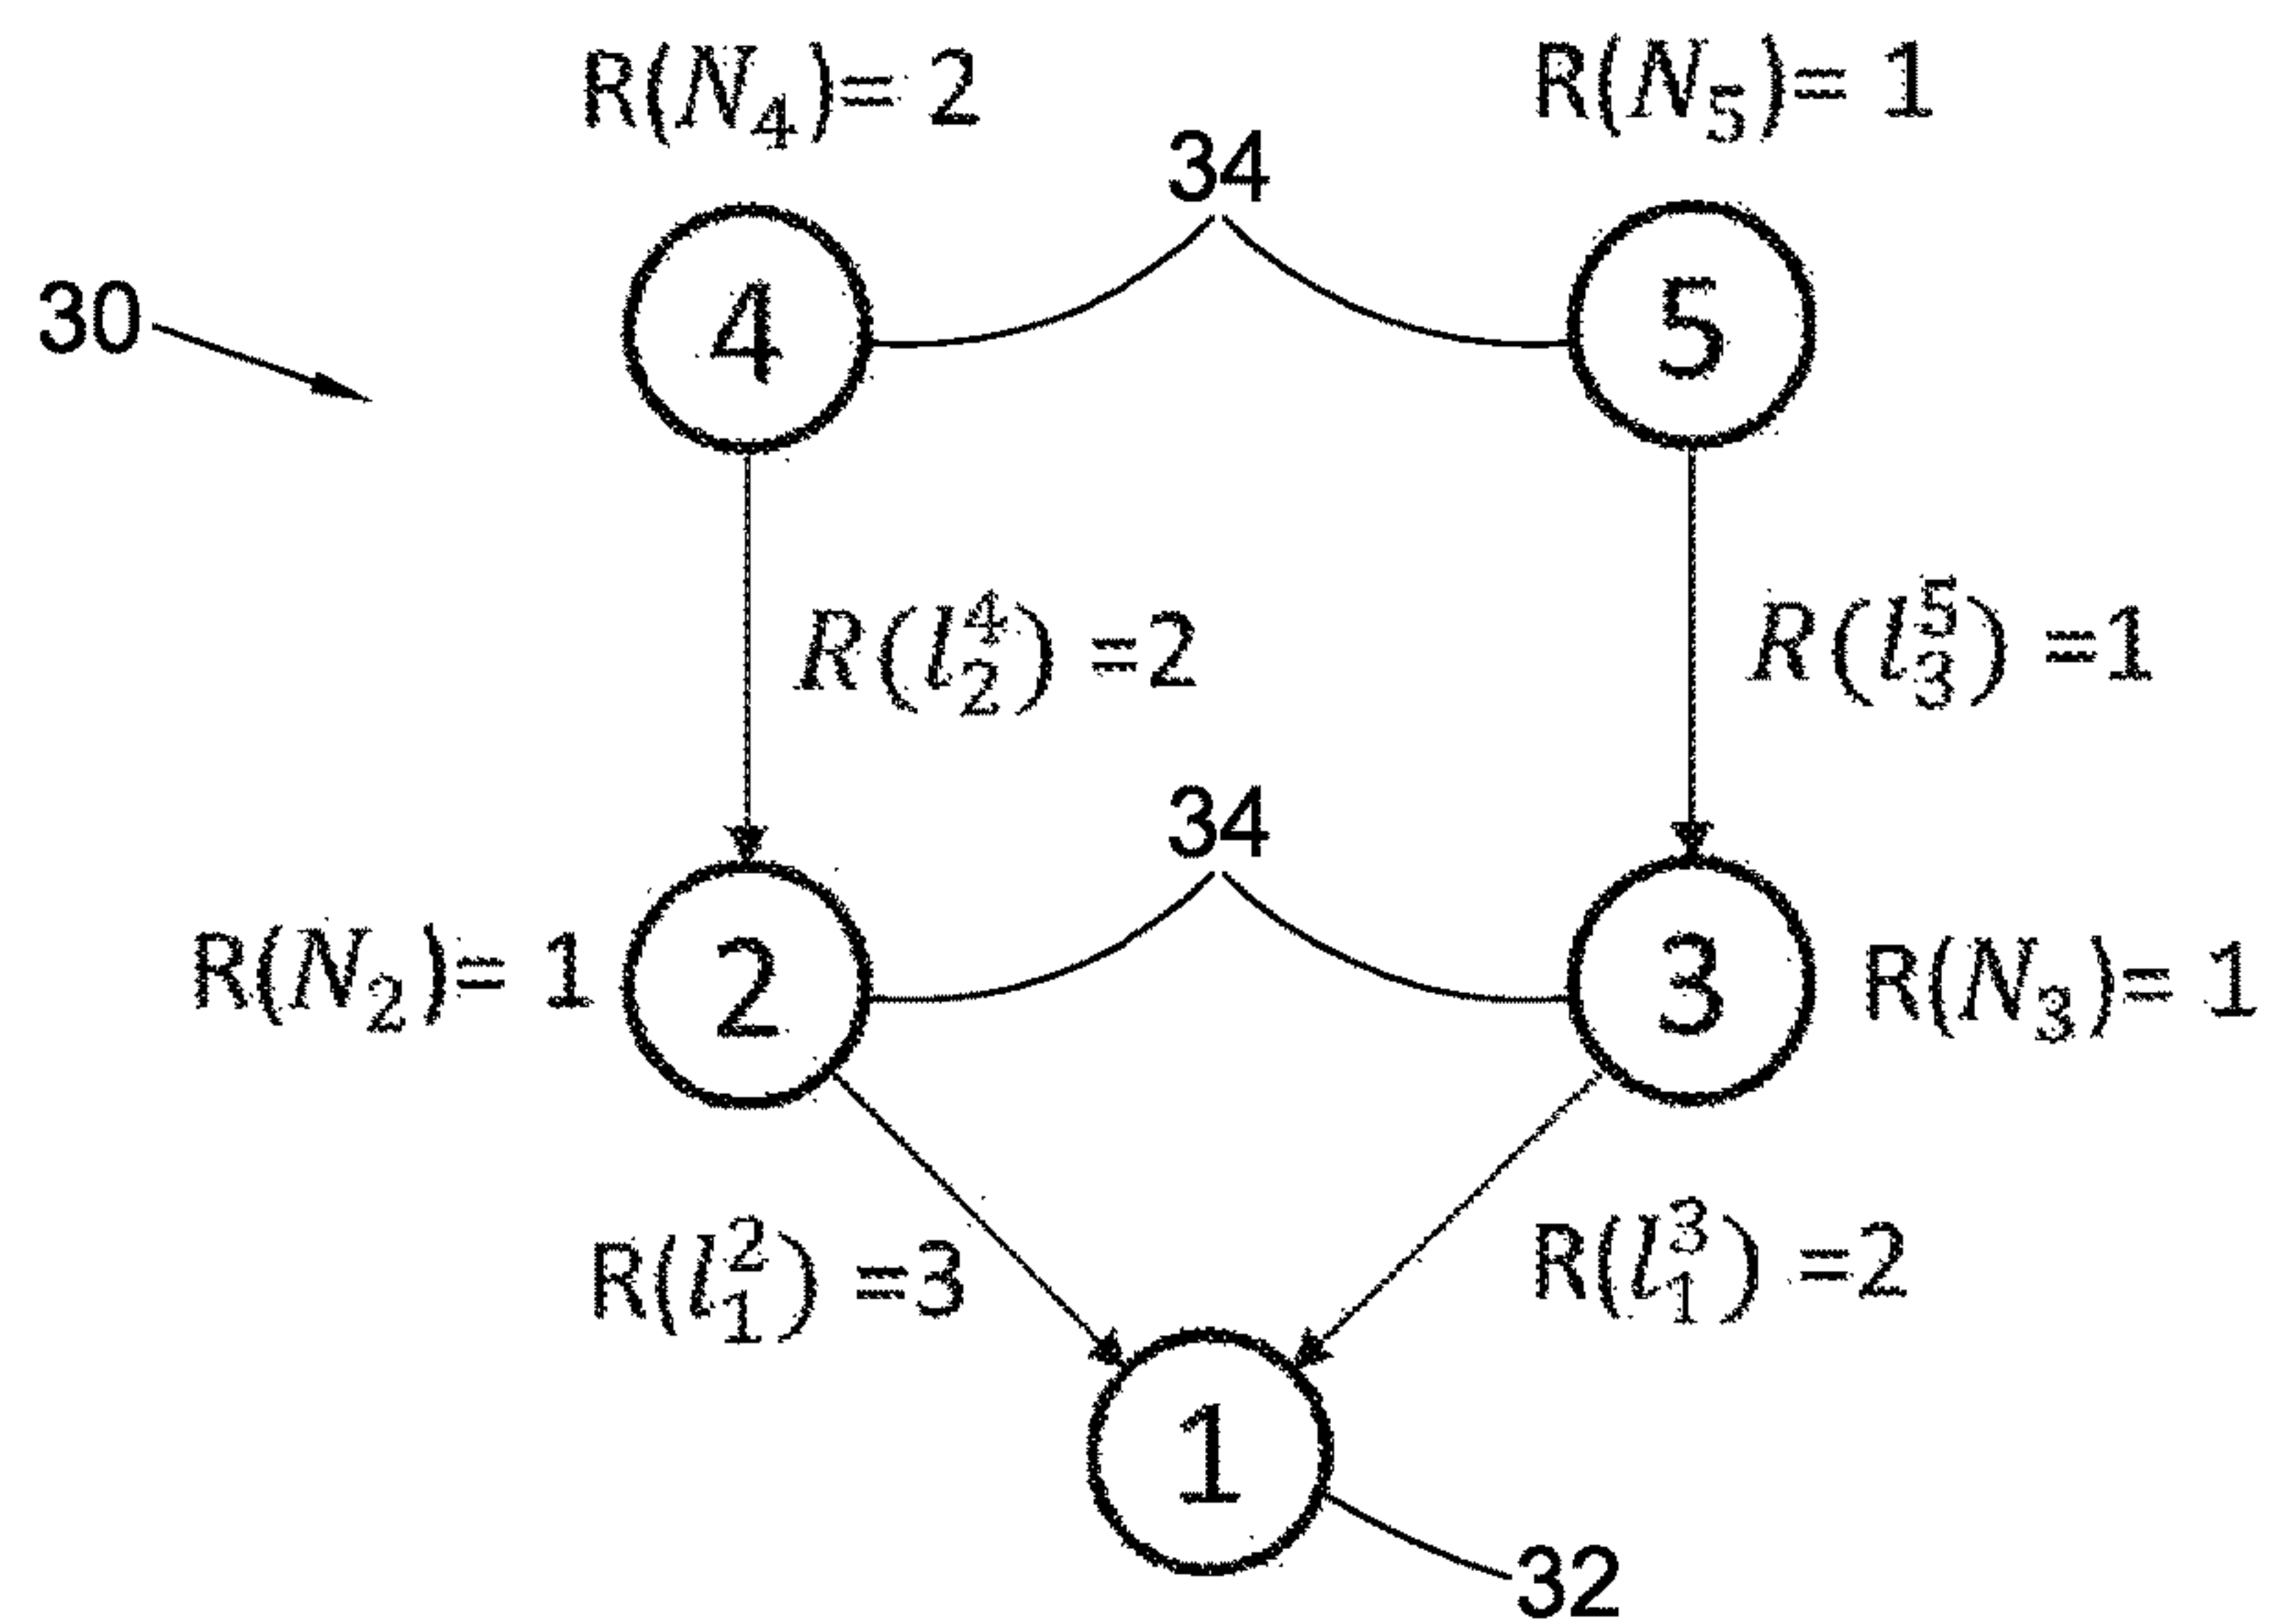 R(N₄)= 2
R(N₅)= 1
34
30
4
5
R(l₂⁴) =2
R(l₃⁵) =1
34
R(N₂)= 1
2
3
R(N₃)= 1
R(l₁²) =3
R(l₁³) =2
1
32